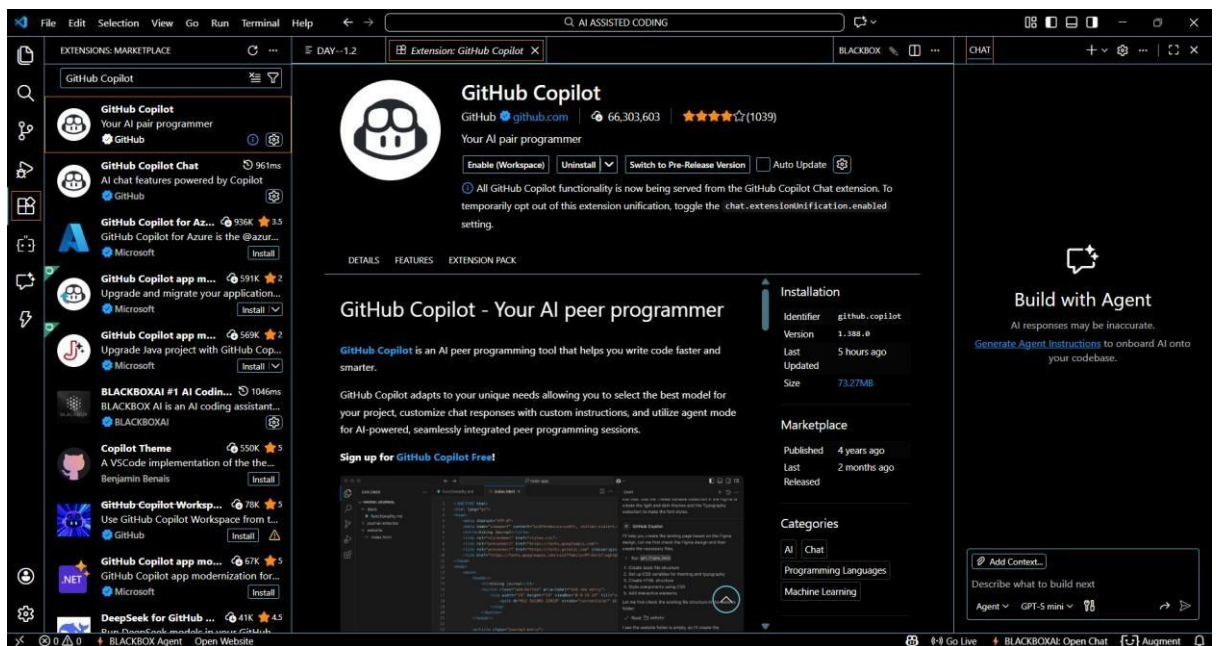 File Edit Selection View Go Run Terminal Help
AI ASSISTED CODING
EXTENSIONS: MARKETPLACE
GitHub Copilot
GitHub Copilot
Your AI pair programmer
GitHub
GitHub Copilot Chat 961ms
AI chat features powered by Copilot
GitHub
GitHub Copilot for Az... 936K 3.5
GitHub Copilot for Azure is the @azur...
Microsoft Install
GitHub Copilot app m... 591K 2
Upgrade and migrate your application...
Microsoft Install
GitHub Copilot app m... 569K 2
Upgrade Java project with GitHub Cop...
Microsoft Install
BLACKBOXAI #1 AI Codin... 1046ms
BLACKBOX AI is an AI coding assistant...
BLACKBOXAI
Copilot Theme 550K 5
A VSCode implementation of the the...
Benjamin Benais Install
GitHub Copilot Worksp... 78K 5
Use GitHub Copilot Workspace from t...
GitHub Install
.NET
GitHub Copilot app mo... 67K 5
GitHub Copilot app modernization for...
Microsoft Install
DeepSeek for GitHub ... 41K 4.5
Run DeepSeek models in your GitHub
DAY--1.2 Extension: GitHub Copilot BLACKBOX
GitHub Copilot
GitHub github.com 66,303,603 (1039)
Your AI pair programmer
Enable (Workspace) Uninstall Switch to Pre-Release Version Auto Update
All GitHub Copilot functionality is now being served from the GitHub Copilot Chat extension. To
temporarily opt out of this extension unification, toggle the chat.extensionUnification.enabled
setting.
DETAILS FEATURES EXTENSION PACK
GitHub Copilot - Your AI peer programmer
GitHub Copilot is an AI peer programming tool that helps you write code faster and
smarter.
GitHub Copilot adapts to your unique needs allowing you to select the best model for
your project, customize chat responses with custom instructions, and utilize agent mode
for AI-powered, seamlessly integrated peer programming sessions.
Sign up for GitHub Copilot Free!
Installation
Identifier github.copilot
Version 1.388.0
Last 5 hours ago
Updated
Size 73.27MB
Marketplace
Published 4 years ago
Last 2 months ago
Released
Categories
AI Chat
Programming Languages
Machine Learning
CHAT
Build with Agent
AI responses may be inaccurate.
Generate Agent Instructions to onboard AI onto
your codebase.
Add Context...
Describe what to build next
Agent GPT-5 mini
0 0 BLACKBOX Agent Open Website Go Live BLACKBOXAI: Open Chat Augment